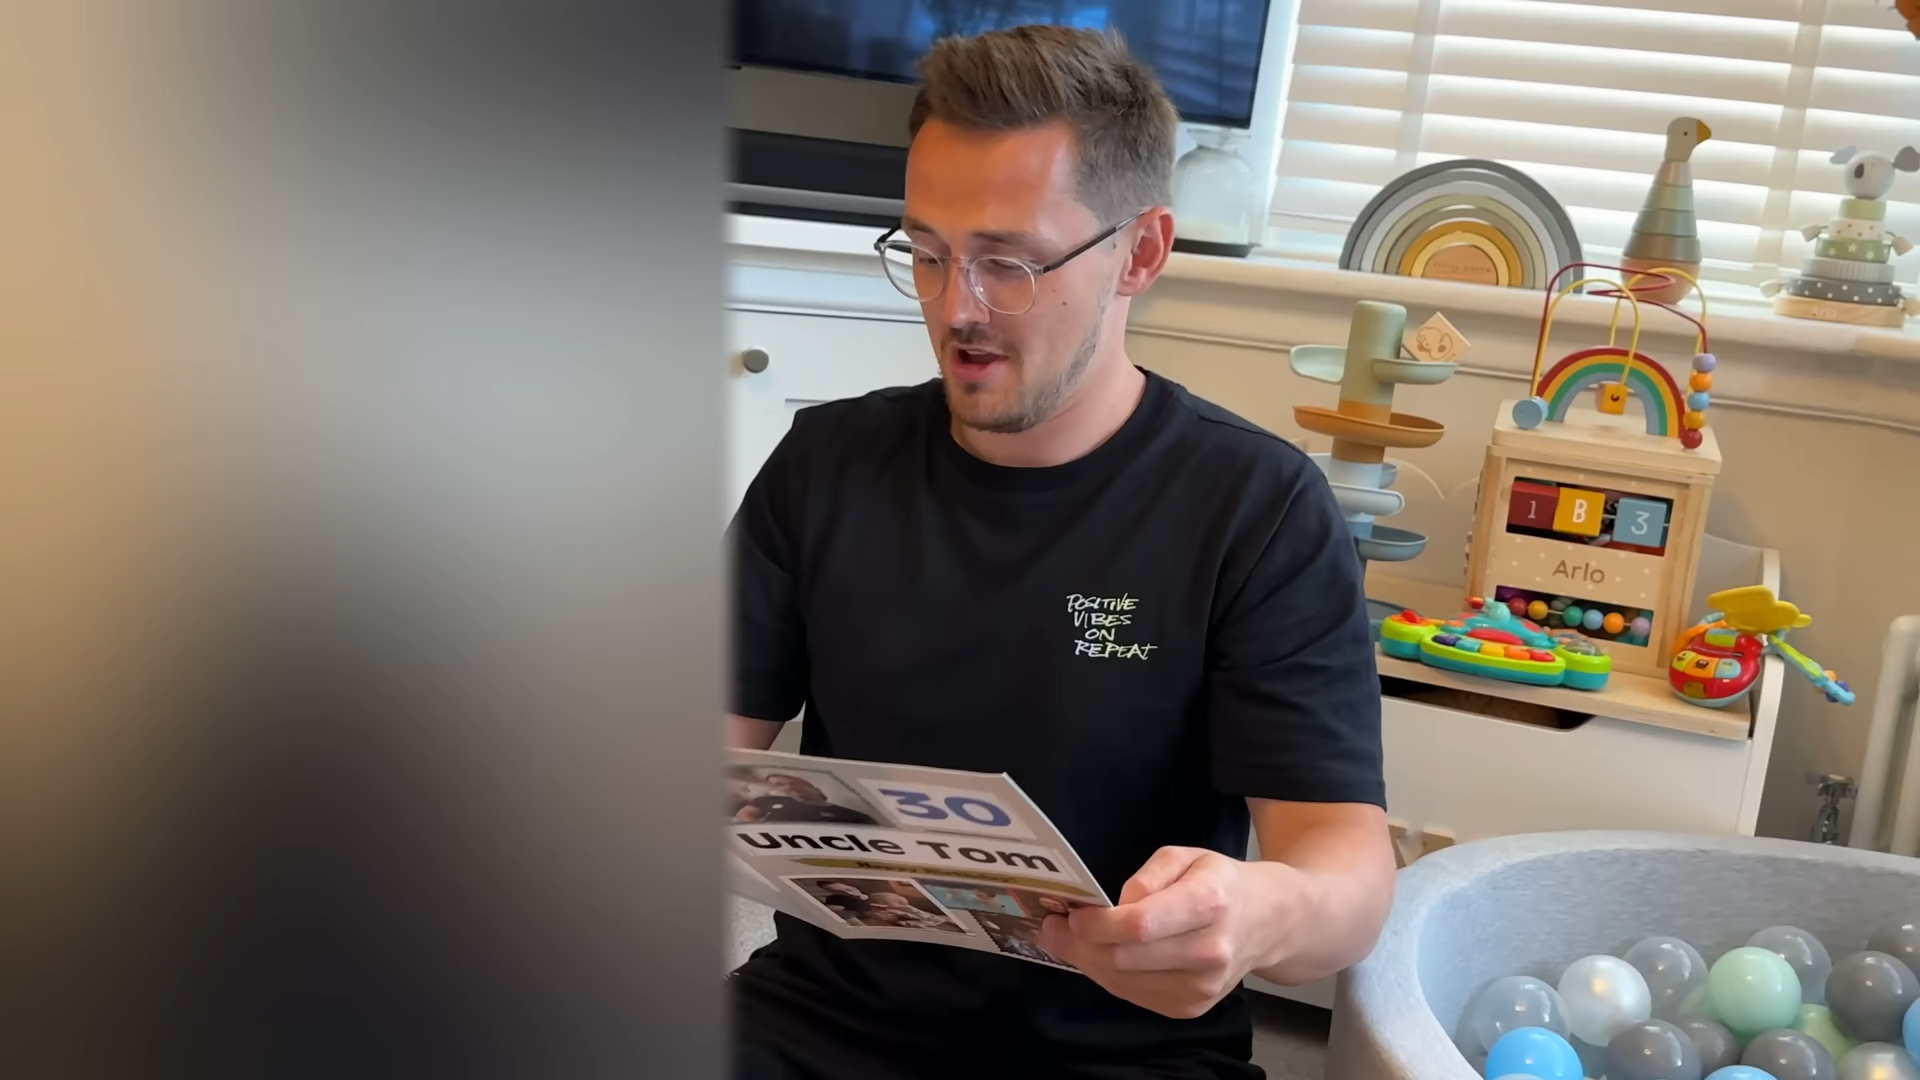 1 B 3
Arlo
POSITIVE
VIBES
ON
REPEAT
30
uncle Tom